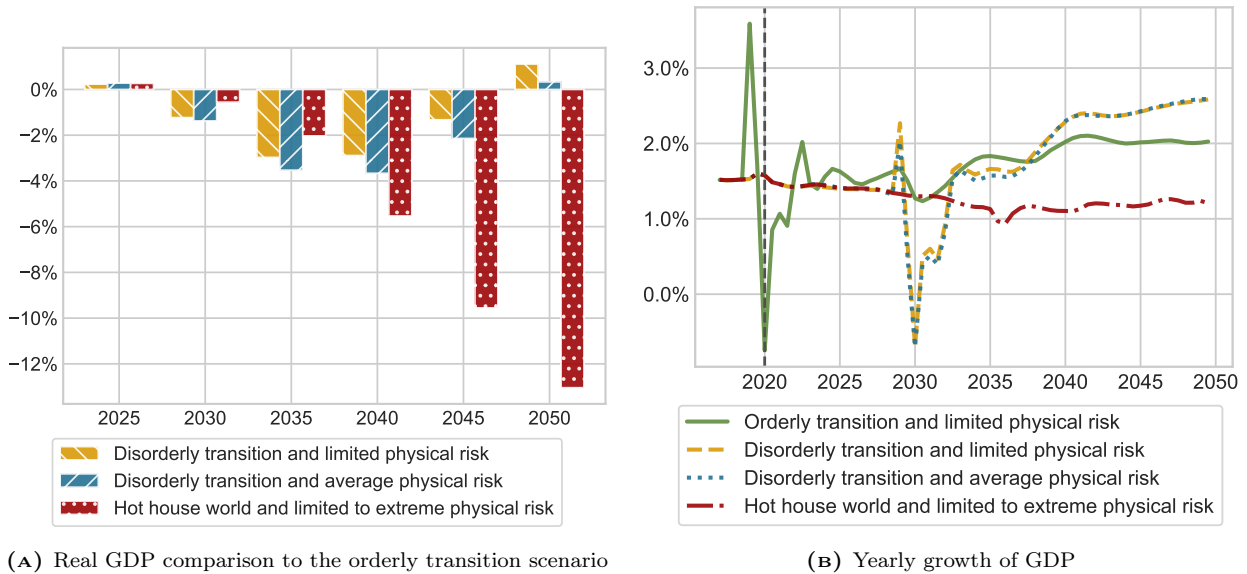 0%
−2%
−4%
−6%
−8%
−10%
−12%
2025 2030 2035 2040 2045 2050
Disorderly transition and limited physical risk
Disorderly transition and average physical risk
Hot house world and limited to extreme physical risk
(A) Real GDP comparison to the orderly transition scenario
3.0%
2.0%
1.0%
0.0%
2020 2025 2030 2035 2040 2045 2050
Orderly transition and limited physical risk
Disorderly transition and limited physical risk
Disorderly transition and average physical risk
Hot house world and limited to extreme physical risk
(B) Yearly growth of GDP